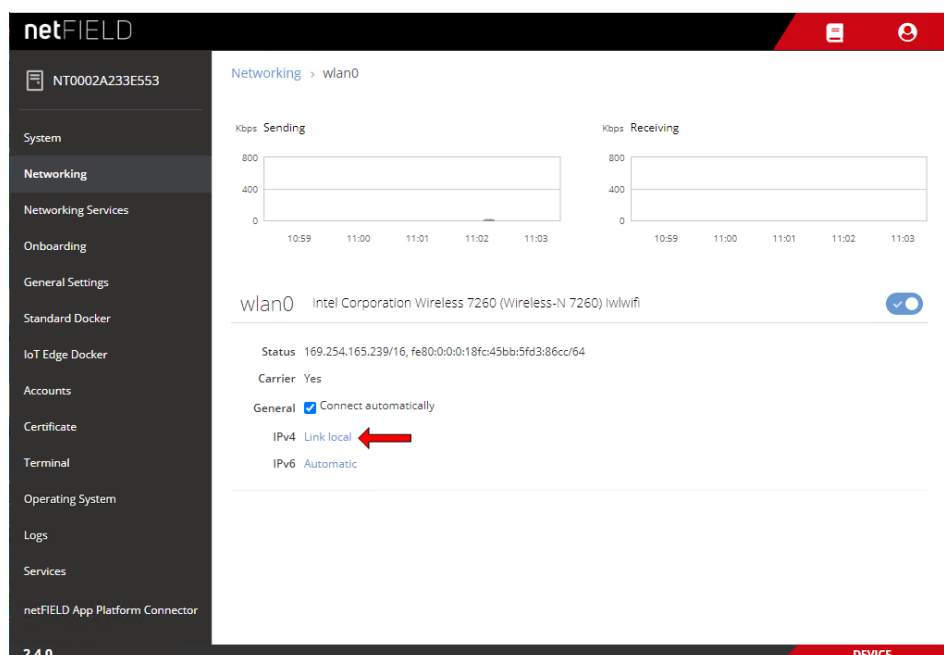 netFIELD
NT0002A233E553
System
Networking
Networking Services
Onboarding
General Settings
Standard Docker
IoT Edge Docker
Accounts
Certificate
Terminal
Operating System
Logs
Services
netFIELD App Platform Connector
2.4.0
Networking > wlan0
Kbps Sending
800
400
0
10:59 11:00 11:01 11:02 11:03
Kbps Receiving
800
400
0
10:59 11:00 11:01 11:02 11:03
wlan0 Intel Corporation Wireless 7260 (Wireless-N 7260) Iwlwifi
Status 169.254.165.239/16, fe80:0:0:0:18fc:45bb:5fd3:86cc/64
Carrier Yes
General Connect automatically
IPv4 Link local
IPv6 Automatic
DEVICE